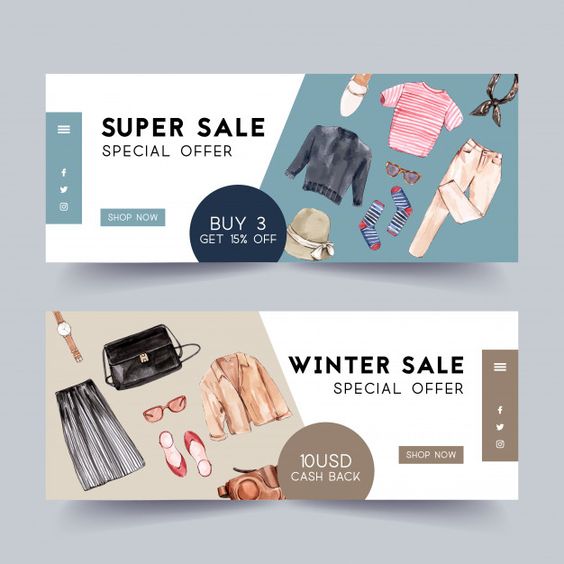 SUPER SALE
SPECIAL OFFER
SHOP NOW
BUY 3
GET 15% OFF
WINTER SALE
SPECIAL OFFER
10USD
CASH BACK
SHOP NOW